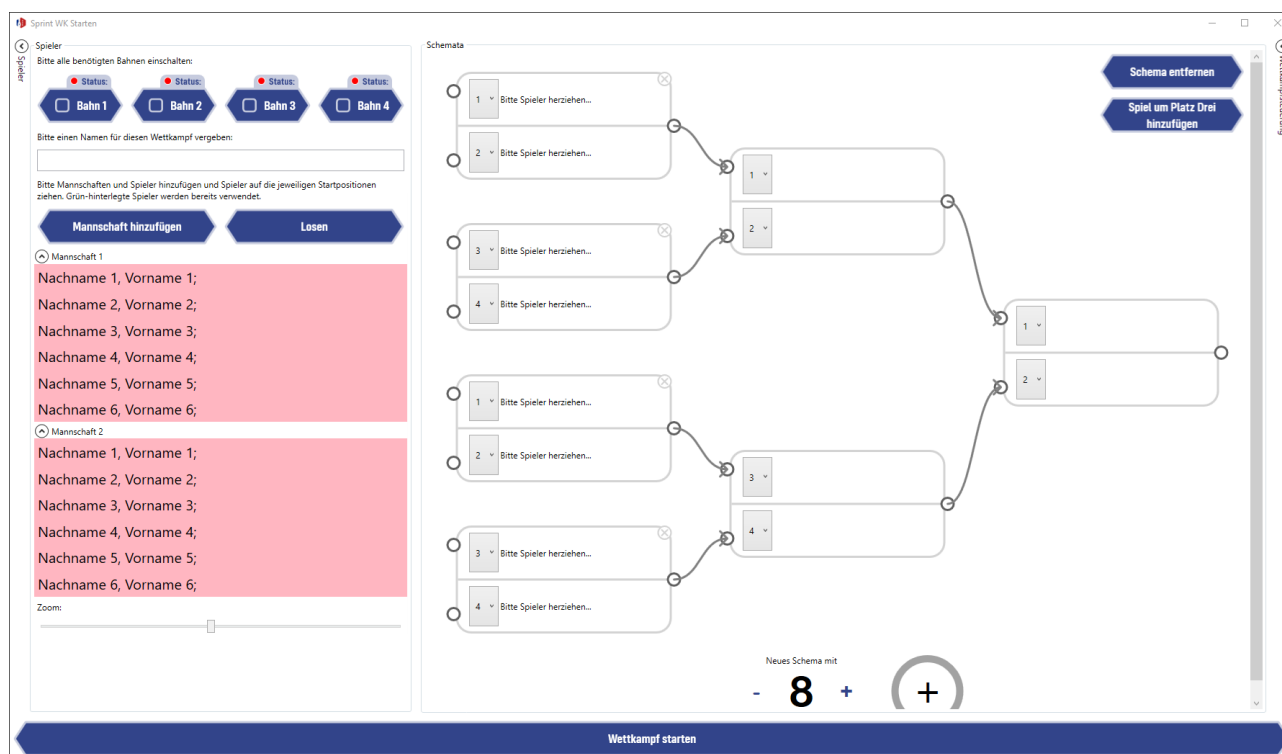 Sprint WK Starten
Spieler
Spieler
Bitte alle benötigten Bahnen einschalten:
Status: Status: Status: Status:
Bahn 1 Bahn 2 Bahn 3 Bahn 4
Bitte einen Namen für diesen Wettkampf vergeben:
Bitte Mannschaften und Spieler hinzufügen und Spieler auf die jeweiligen Startpositionen
ziehen. Grün-hinterlegte Spieler werden bereits verwendet.
Mannschaft hinzufügen Losen
Mannschaft 1
Nachname 1, Vorname 1;
Nachname 2, Vorname 2;
Nachname 3, Vorname 3;
Nachname 4, Vorname 4;
Nachname 5, Vorname 5;
Nachname 6, Vorname 6;
Mannschaft 2
Nachname 1, Vorname 1;
Nachname 2, Vorname 2;
Nachname 3, Vorname 3;
Nachname 4, Vorname 4;
Nachname 5, Vorname 5;
Nachname 6, Vorname 6;
Zoom:
Schemata
1 Bitte Spieler herziehen...
2 Bitte Spieler herziehen...
3 Bitte Spieler herziehen...
4 Bitte Spieler herziehen...
1 Bitte Spieler herziehen...
2 Bitte Spieler herziehen...
3 Bitte Spieler herziehen...
4 Bitte Spieler herziehen...
1
2
3
4
1
2
Schema entfernen
Spiel um Platz Drei
hinzufügen
Neues Schema mit
- 8 + +
Wettkampf starten